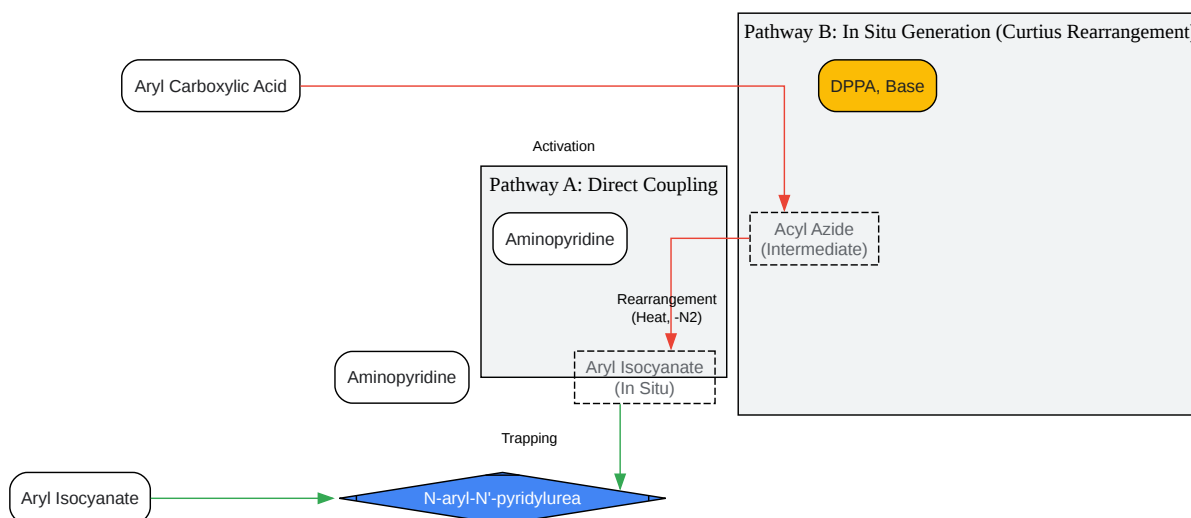 Pathway B: In Situ Generation (Curtius Rearrangement)
Aryl Carboxylic Acid
DPPA, Base
Activation
Pathway A: Direct Coupling
Aminopyridine
Acyl Azide
(Intermediate)
Rearrangement
(Heat, -N2)
Aryl Isocyanate
(In Situ)
Aminopyridine
Trapping
Aryl Isocyanate
N-aryl-N'-pyridylurea